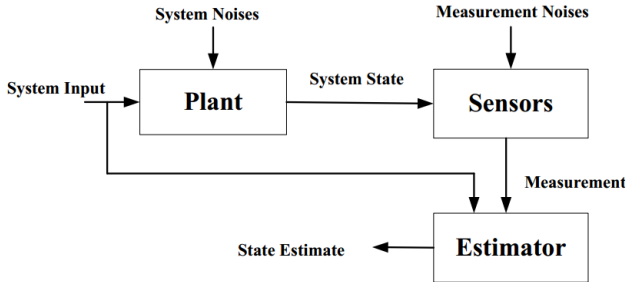 System Noises
Measurement Noises
System Input
Plant
System State
Sensors
Measurement
State Estimate
Estimator